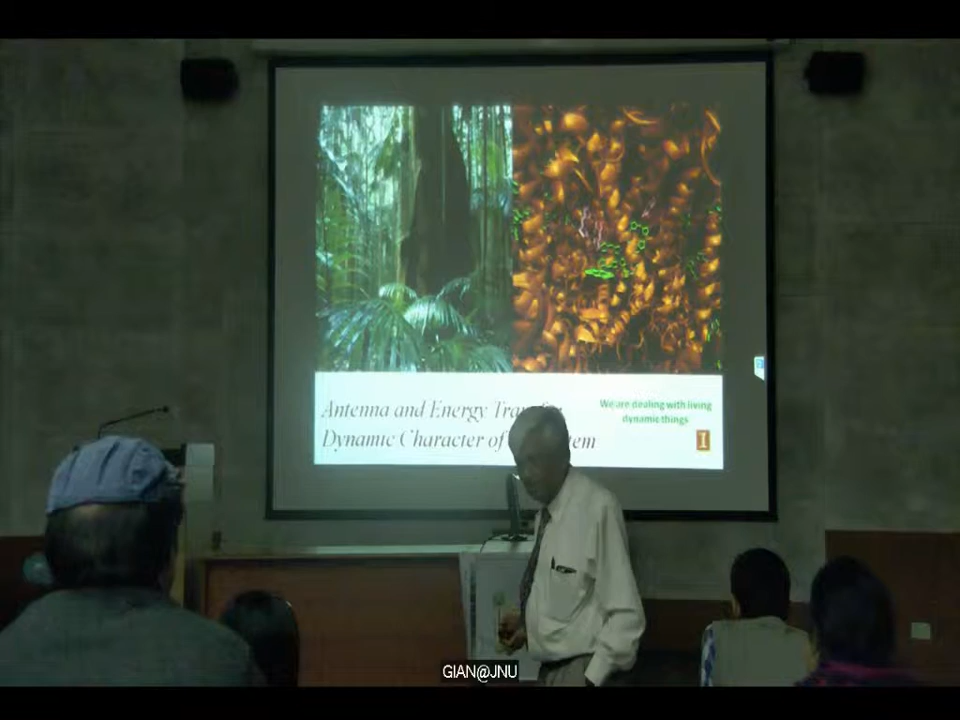 Antenna and Energy
We are dealing with living
dynamic things
Dynamic Character of
I
GIAN@JNU